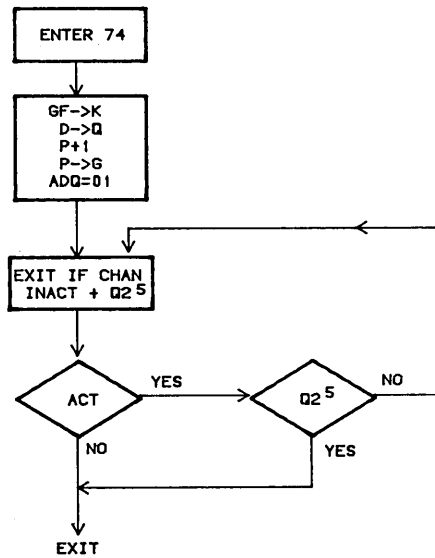 ENTER 74
GF->K
D->Q
P+1
P->G
ADQ=01
EXIT IF CHAN
INACT + Q2⁵
ACT
YES
Q2⁵
NO
NO
YES
EXIT